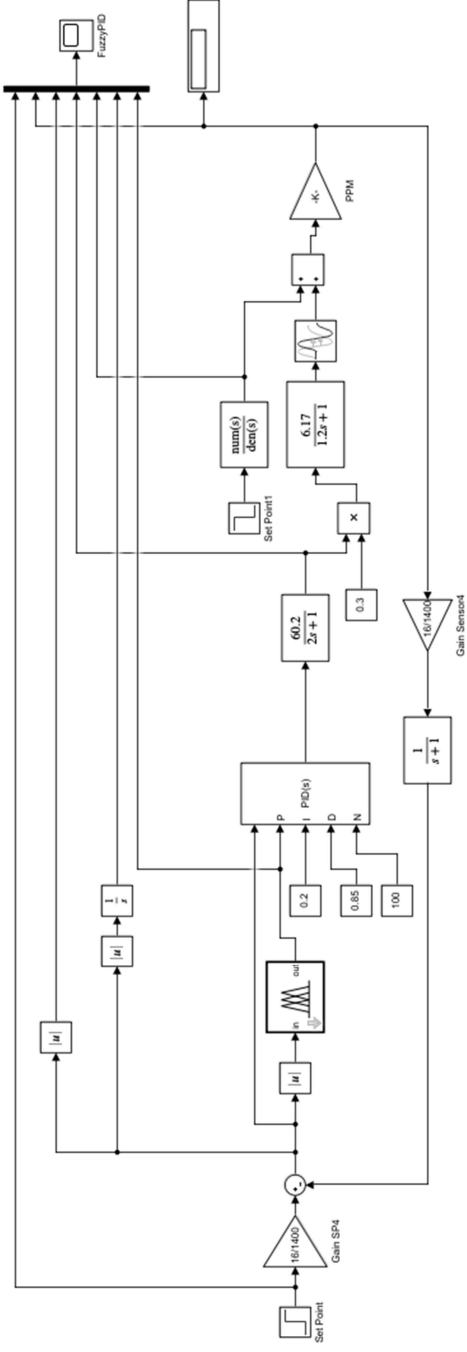 FuzzyPID
|u|
|u|
1
s
num(s)
den(s)
Set Point1
-K-
PPM
+
+
6.17
1.2s + 1
×
0.3
60.2
2s + 1
PID(s)
P
I
D
N
0.2
0.85
100
in
out
|u|
+
-
16/1400
Gain SP4
Set Point
16/1400
Gain Sensor4
1
s + 1